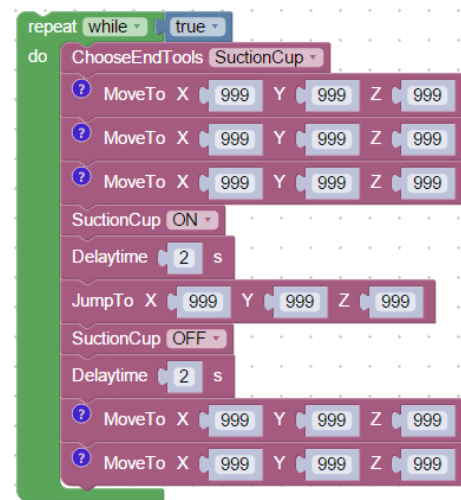 repeat while true
do ChooseEndTools SuctionCup
? MoveTo X 999 Y 999 Z 999
? MoveTo X 999 Y 999 Z 999
? MoveTo X 999 Y 999 Z 999
SuctionCup ON
Delaytime 2 s
JumpTo X 999 Y 999 Z 999
SuctionCup OFF
Delaytime 2 s
? MoveTo X 999 Y 999 Z 999
? MoveTo X 999 Y 999 Z 999